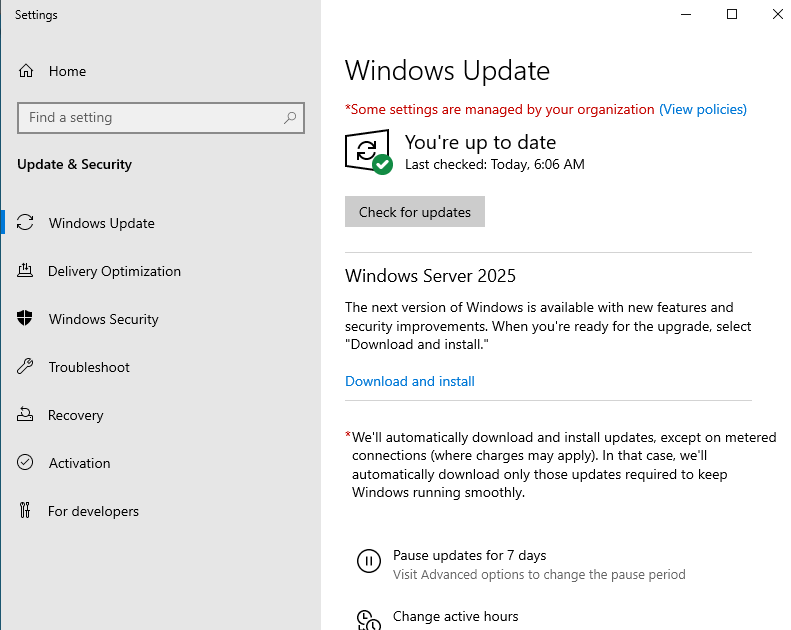 Settings
Home
Find a setting
Update & Security
Windows Update
Delivery Optimization
Windows Security
Troubleshoot
Recovery
Activation
For developers
Windows Update
*Some settings are managed by your organization (View policies)
You're up to date
Last checked: Today, 6:06 AM
Check for updates
Windows Server 2025
The next version of Windows is available with new features and
security improvements. When you're ready for the upgrade, select
"Download and install."
Download and install
*We'll automatically download and install updates, except on metered
connections (where charges may apply). In that case, we'll
automatically download only those updates required to keep
Windows running smoothly.
Pause updates for 7 days
Visit Advanced options to change the pause period
Change active hours